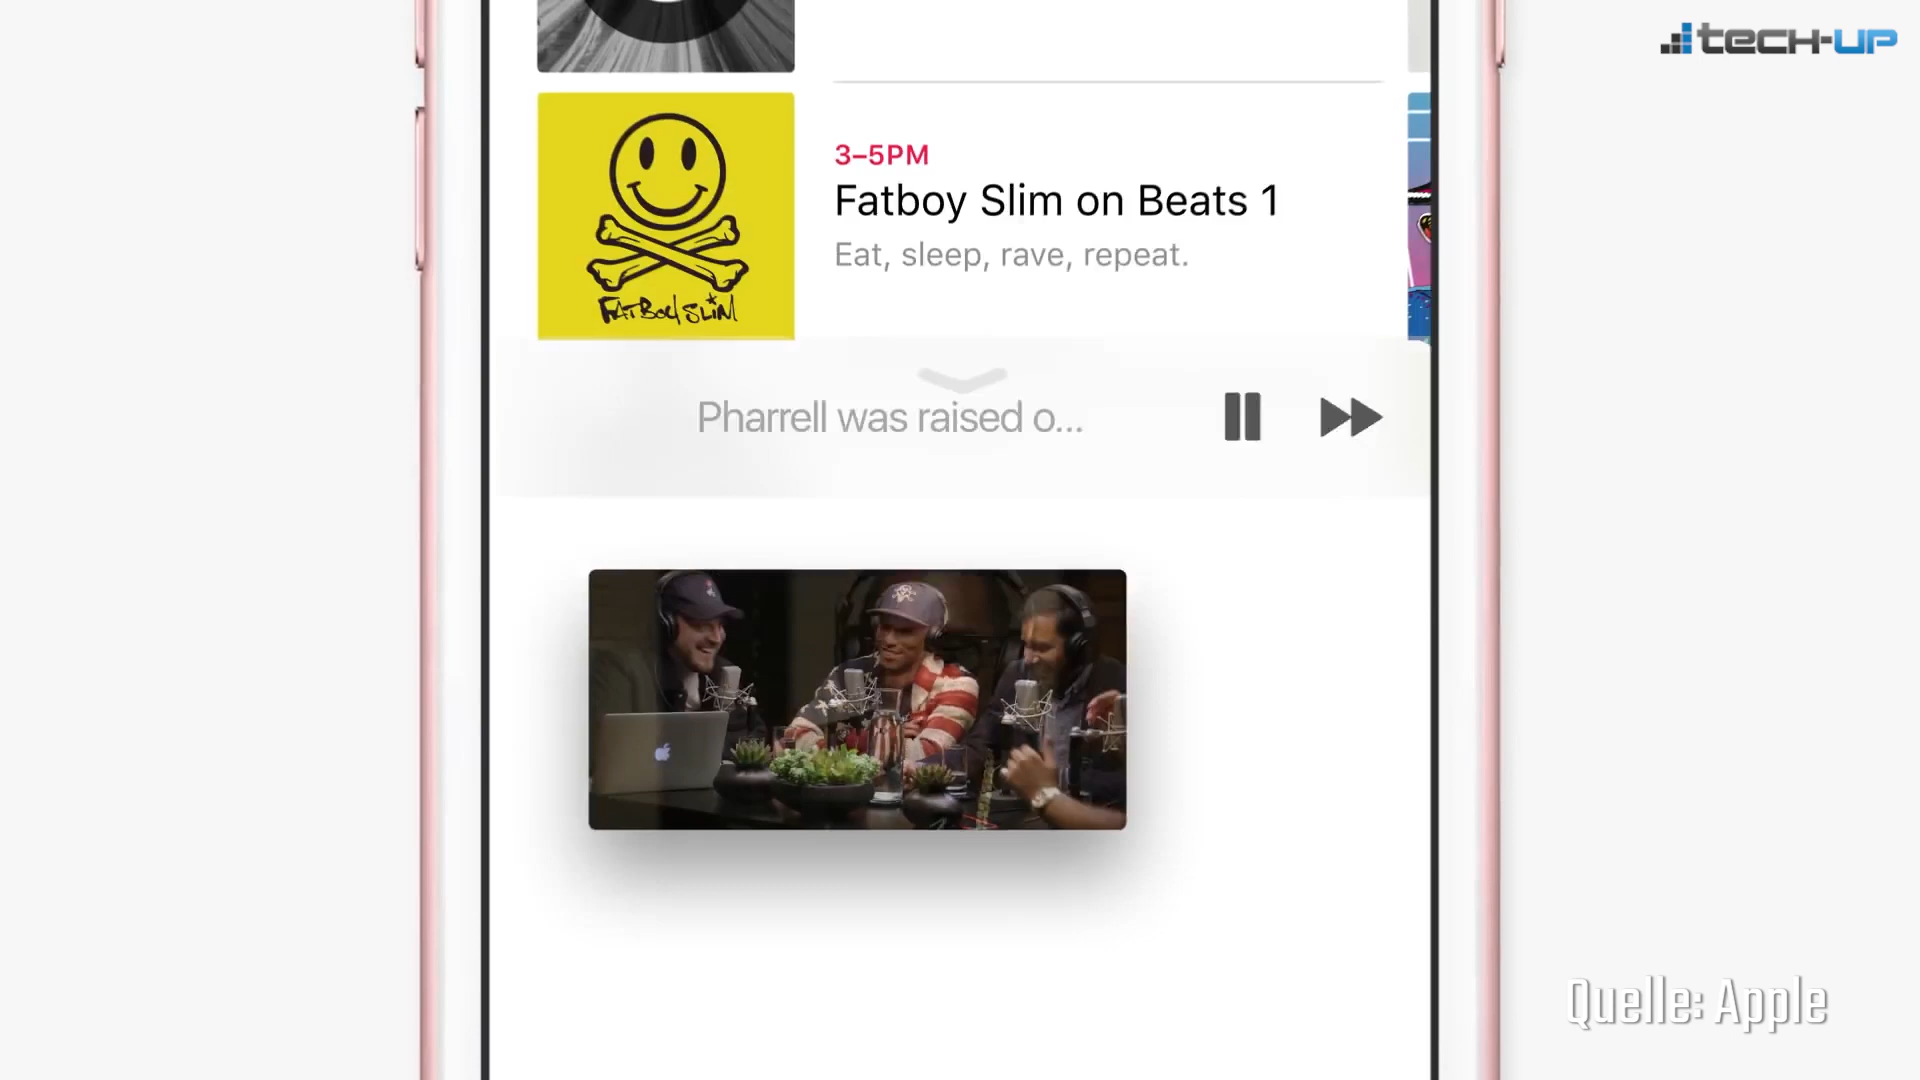 TECH-UP
3–5PM
Fatboy Slim on Beats 1
Eat, sleep, rave, repeat.
FATBOY SLIM
Pharrell was raised o...
Quelle: Apple